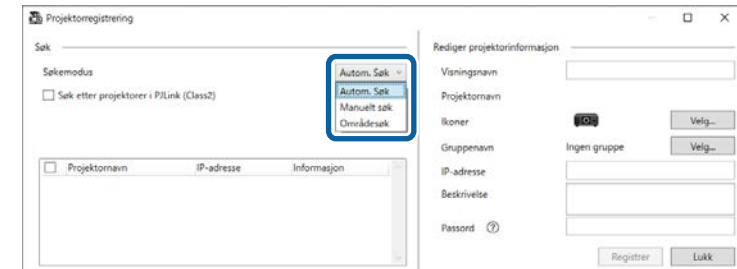 Projektorregistrering
Søk
Søkemodus
Autom. Søk
Autom. Søk
Manuelt søk
Områdesøk
Søk etter projektorer i PJLink (Class2)
Projektornavn IP-adresse Informasjon
Rediger projektorinformasjon
Visningsnavn
Projektornavn
Ikoner Velg...
Gruppenavn Ingen gruppe Velg...
IP-adresse
Beskrivelse
Passord ?
Registrer Lukk